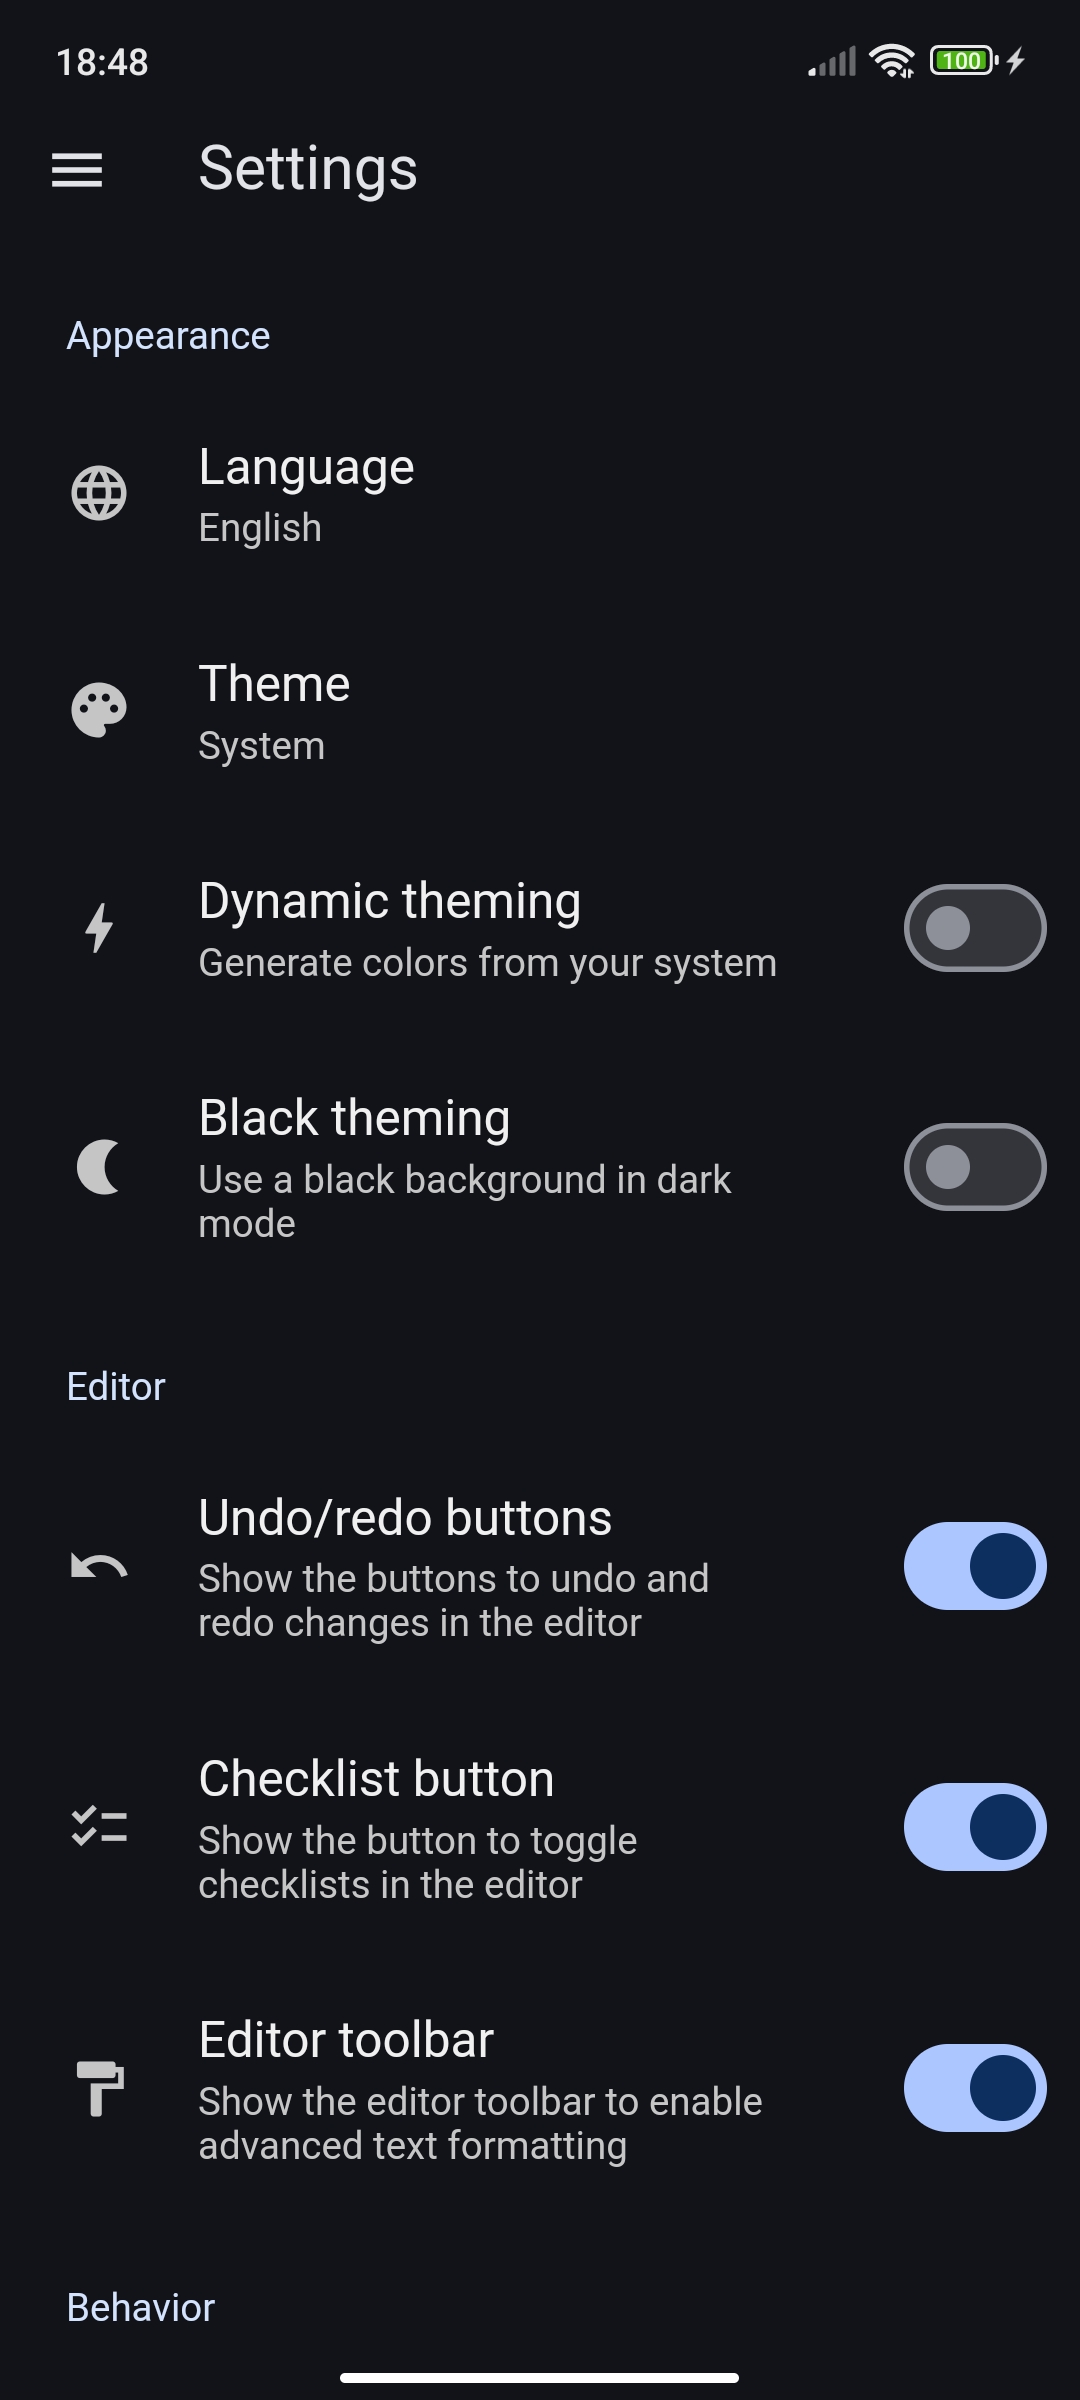 18:48
100
Settings
Appearance
Language
English
Theme
System
Dynamic theming
Generate colors from your system
Black theming
Use a black background in dark
mode
Editor
Undo/redo buttons
Show the buttons to undo and
redo changes in the editor
Checklist button
Show the button to toggle
checklists in the editor
Editor toolbar
Show the editor toolbar to enable
advanced text formatting
Behavior